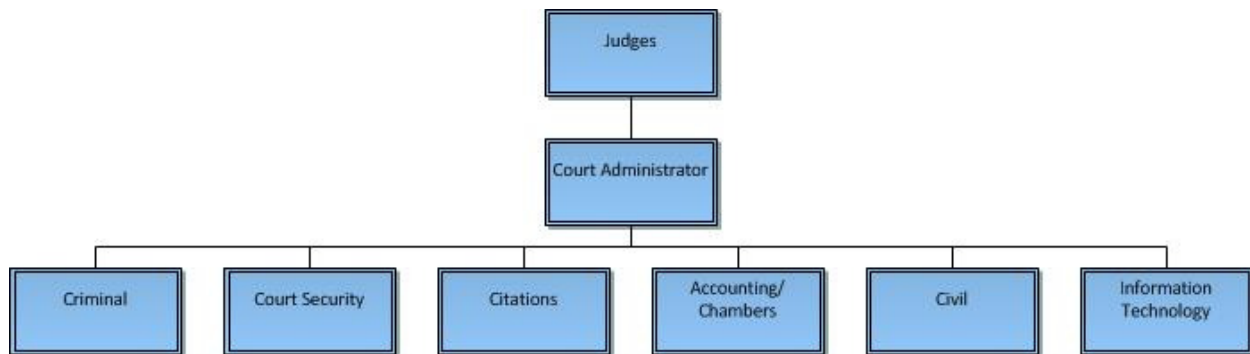 Judges
Court Administrator
Criminal
Court Security
Citations
Accounting/
Chambers
Civil
Information
Technology